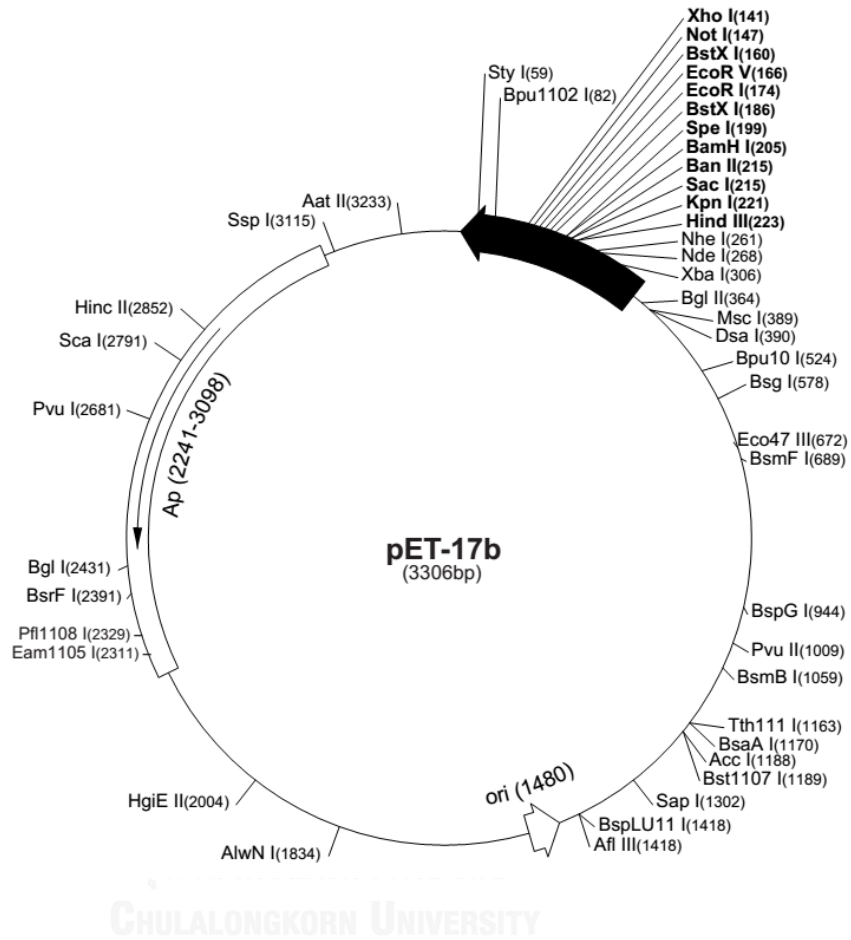 Xho I(141)
Not I(147)
BstX I(160)
EcoR V(166)
EcoR I(174)
BstX I(186)
Spe I(199)
BamH I(205)
Ban II(215)
Sac I(215)
Kpn I(221)
Hind III(223)
Nhe I(261)
Nde I(268)
Xba I(306)
Bgl II(364)
Msc I(389)
Dsa I(390)
Bpu10 I(524)
Bsg I(578)
Eco47 III(672)
BsmF I(689)
BspG I(944)
Pvu II(1009)
BsmB I(1059)
Tth111 I(1163)
BsaA I(1170)
Acc I(1188)
Bst1107 I(1189)
Sap I(1302)
BspLU11 I(1418)
Afl III(1418)
ori (1480)
AlwN I(1834)
HgiE II(2004)
Eam1105 I(2311)
Pfl1108 I(2329)
BsrF I(2391)
Bgl I(2431)
Ap (2241-3098)
Pvu I(2681)
Sca I(2791)
Hinc II(2852)
Ssp I(3115)
Aat II(3233)
Sty I(59)
Bpu1102 I(82)
pET-17b
(3306bp)
CHULALONGKORN UNIVERSITY